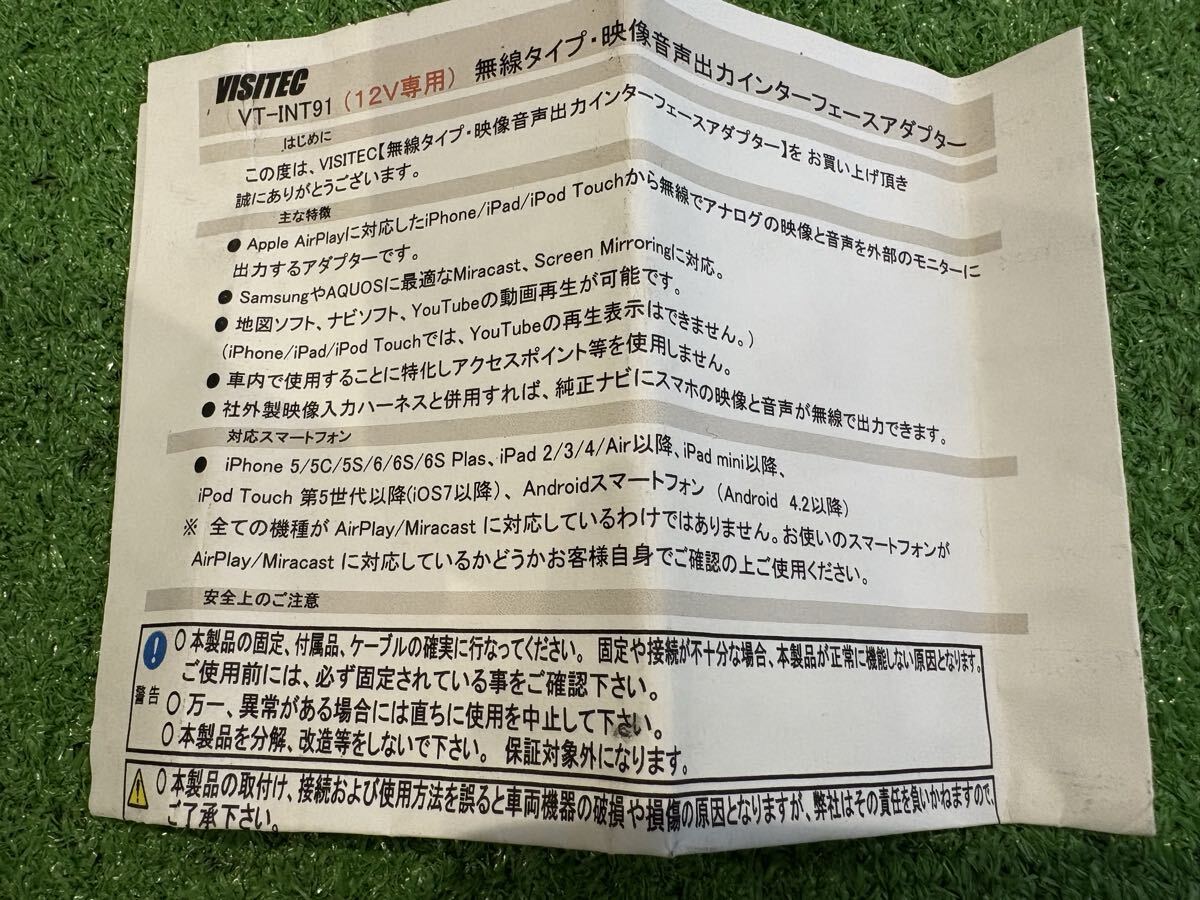 VISITEC
VT-INT91 (12V専用) 無線タイプ・映像音声出力インターフェースアダプター
はじめに
この度は、VISITEC【無線タイプ・映像音声出力インターフェースアダプター】を お買い上げ頂き
誠にありがとうございます。
主な特徴
● Apple AirPlayに対応したiPhone/iPad/iPod Touchから無線でアナログの映像と音声を外部のモニターに
出力するアダプターです。
● SamsungやAQUOSに最適なMiracast、Screen Mirroringに対応。
● 地図ソフト、ナビソフト、YouTubeの動画再生が可能です。
(iPhone/iPad/iPod Touchでは、YouTubeの再生表示はできません。)
● 車内で使用することに特化しアクセスポイント等を使用しません。
● 社外製映像入力ハーネスと併用すれば、純正ナビにスマホの映像と音声が無線で出力できます。
対応スマートフォン
● iPhone 5/5C/5S/6/6S/6S Plas、iPad 2/3/4/Air以降、iPad mini以降、
iPod Touch 第5世代以降(iOS7以降)、Androidスマートフォン (Android 4.2以降)
※ 全ての機種が AirPlay/Miracast に対応しているわけではありません。お使いのスマートフォンが
AirPlay/Miracast に対応しているかどうかお客様自身でご確認の上ご使用ください。
安全上のご注意
○ 本製品の固定、付属品、ケーブルの確実に行なってください。 固定や接続が不十分な場合、本製品が正常に機能しない原因となります。
ご使用前には、必ず固定されている事をご確認下さい。
警告 ○ 万一、異常がある場合には直ちに使用を中止して下さい。
○ 本製品を分解、改造等をしないで下さい。 保証対象外になります。
○ 本製品の取付け、接続および使用方法を誤ると車両機器の破損や損傷の原因となりますが、弊社はその責任を負いかねますので、
ご了承下さい。